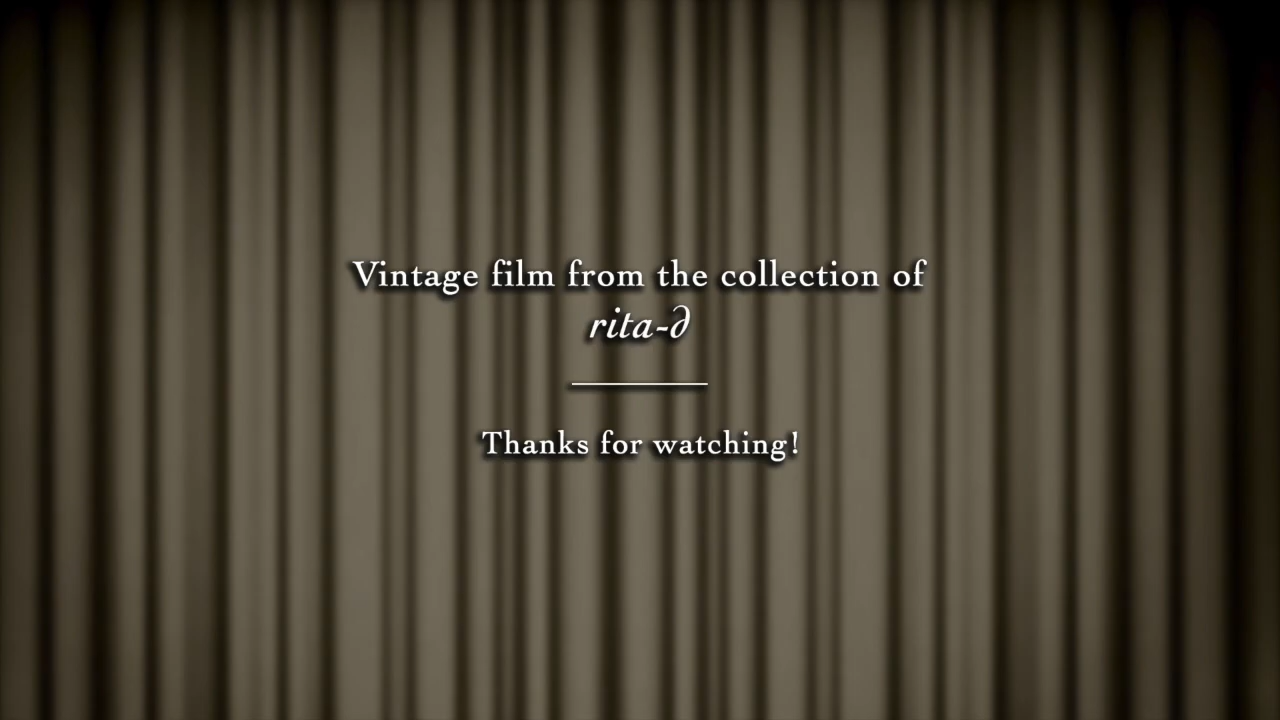 Vintage film from the collection of
rita-d
Thanks for watching!